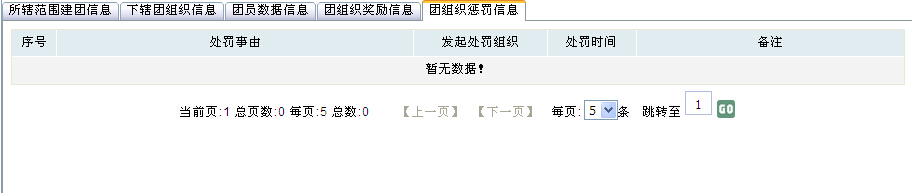 所辖范围建团信息 下辖团组织信息 团员数据信息 团组织奖励信息 团组织惩罚信息
序号 处罚事由 发起处罚组织 处罚时间 备注
暂无数据！
当前页:1 总页数:0 每页:5 总数:0 【上一页】 【下一页】 每页: 5 条 跳转至 1 GO